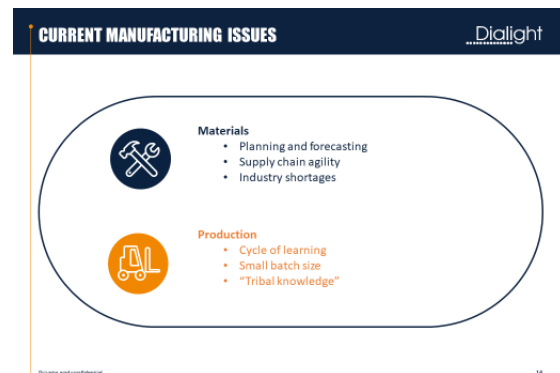 CURRENT MANUFACTURING ISSUES
Dialight
Materials
• Planning and forecasting
• Supply chain agility
• Industry shortages
Production
• Cycle of learning
• Small batch size
• “Tribal knowledge”